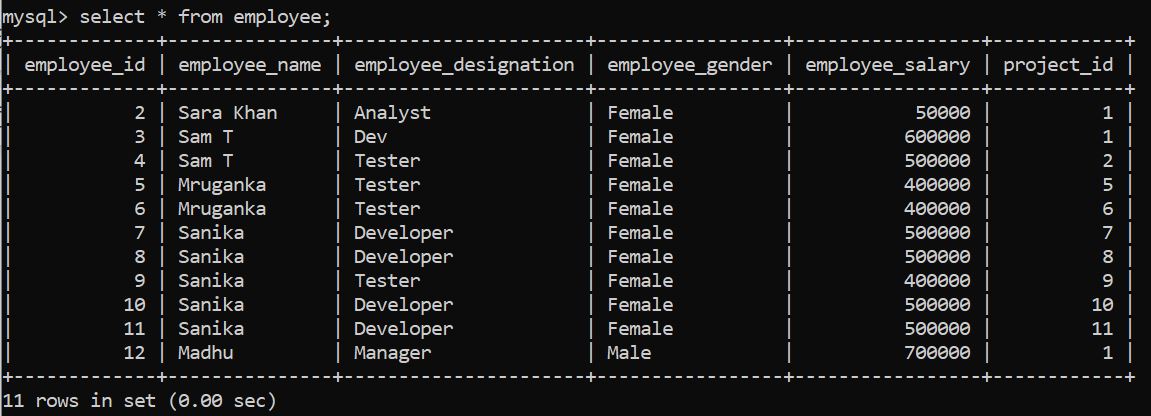 mysql> select * from employee;
+-------------+---------------+----------------------+-----------------+-----------------+------------+
| employee_id | employee_name | employee_designation | employee_gender | employee_salary | project_id |
+-------------+---------------+----------------------+-----------------+-----------------+------------+
|           2 | Sara Khan     | Analyst              | Female          |           50000 |          1 |
|           3 | Sam T         | Dev                  | Female          |          600000 |          1 |
|           4 | Sam T         | Tester               | Female          |          500000 |          2 |
|           5 | Mruganka      | Tester               | Female          |          400000 |          5 |
|           6 | Mruganka      | Tester               | Female          |          400000 |          6 |
|           7 | Sanika        | Developer            | Female          |          500000 |          7 |
|           8 | Sanika        | Developer            | Female          |          500000 |          8 |
|           9 | Sanika        | Tester               | Female          |          400000 |          9 |
|          10 | Sanika        | Developer            | Female          |          500000 |         10 |
|          11 | Sanika        | Developer            | Female          |          500000 |         11 |
|          12 | Madhu         | Manager              | Male            |          700000 |          1 |
+-------------+---------------+----------------------+-----------------+-----------------+------------+
11 rows in set (0.00 sec)